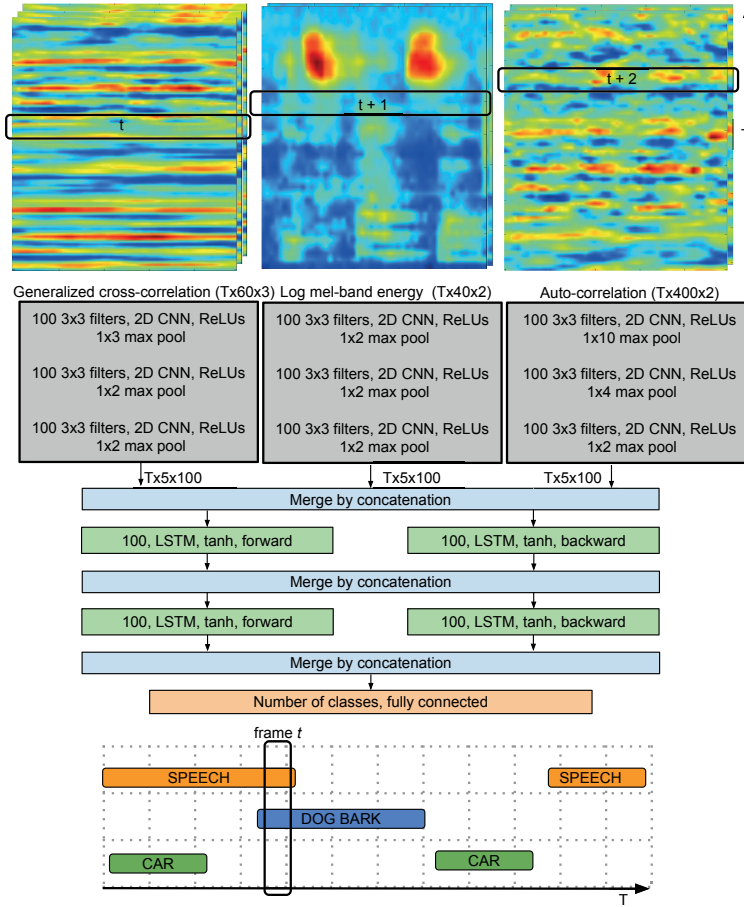 t
t + 1
t + 2
Generalized cross-correlation (Tx60x3)
Log mel-band energy (Tx40x2)
Auto-correlation (Tx400x2)
100 3x3 filters, 2D CNN, ReLUs
1x3 max pool
100 3x3 filters, 2D CNN, ReLUs
1x2 max pool
100 3x3 filters, 2D CNN, ReLUs
1x2 max pool
100 3x3 filters, 2D CNN, ReLUs
1x2 max pool
100 3x3 filters, 2D CNN, ReLUs
1x2 max pool
100 3x3 filters, 2D CNN, ReLUs
1x2 max pool
100 3x3 filters, 2D CNN, ReLUs
1x10 max pool
100 3x3 filters, 2D CNN, ReLUs
1x4 max pool
100 3x3 filters, 2D CNN, ReLUs
1x2 max pool
Tx5x100
Tx5x100
Tx5x100
Merge by concatenation
100, LSTM, tanh, forward
100, LSTM, tanh, backward
Merge by concatenation
100, LSTM, tanh, forward
100, LSTM, tanh, backward
Merge by concatenation
Number of classes, fully connected
frame t
SPEECH
SPEECH
DOG BARK
CAR
CAR
T